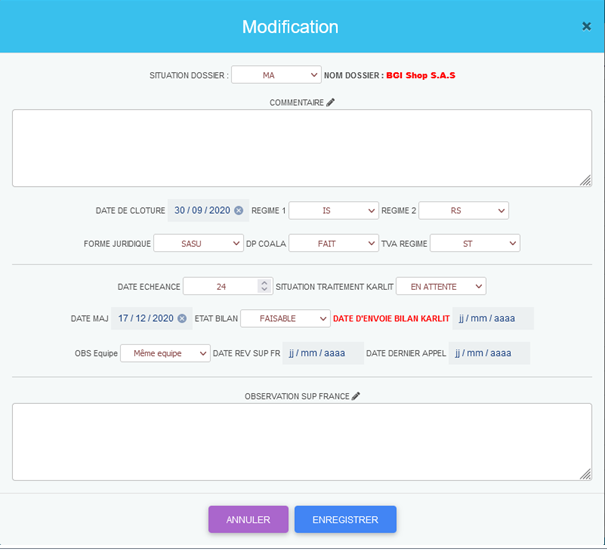 Modification ×
SITUATION DOSSIER : MA NOM DOSSIER : BGI Shop S.A.S
COMMENTAIRE
DATE DE CLOTURE 30 / 09 / 2020 REGIME 1 IS REGIME 2 RS
FORME JURIDIQUE SASU DP COALA FAIT TVA REGIME ST
DATE ECHEANCE 24 SITUATION TRAITEMENT KARLIT EN ATTENTE
DATE MAJ 17 / 12 / 2020 ETAT BILAN FAISABLE DATE D'ENVOIE BILAN KARLIT jj / mm / aaaa
OBS Equipe Même equipe DATE REV SUP FR jj / mm / aaaa DATE DERNIER APPEL jj / mm / aaaa
OBSERVATION SUP FRANCE
ANNULER ENREGISTRER